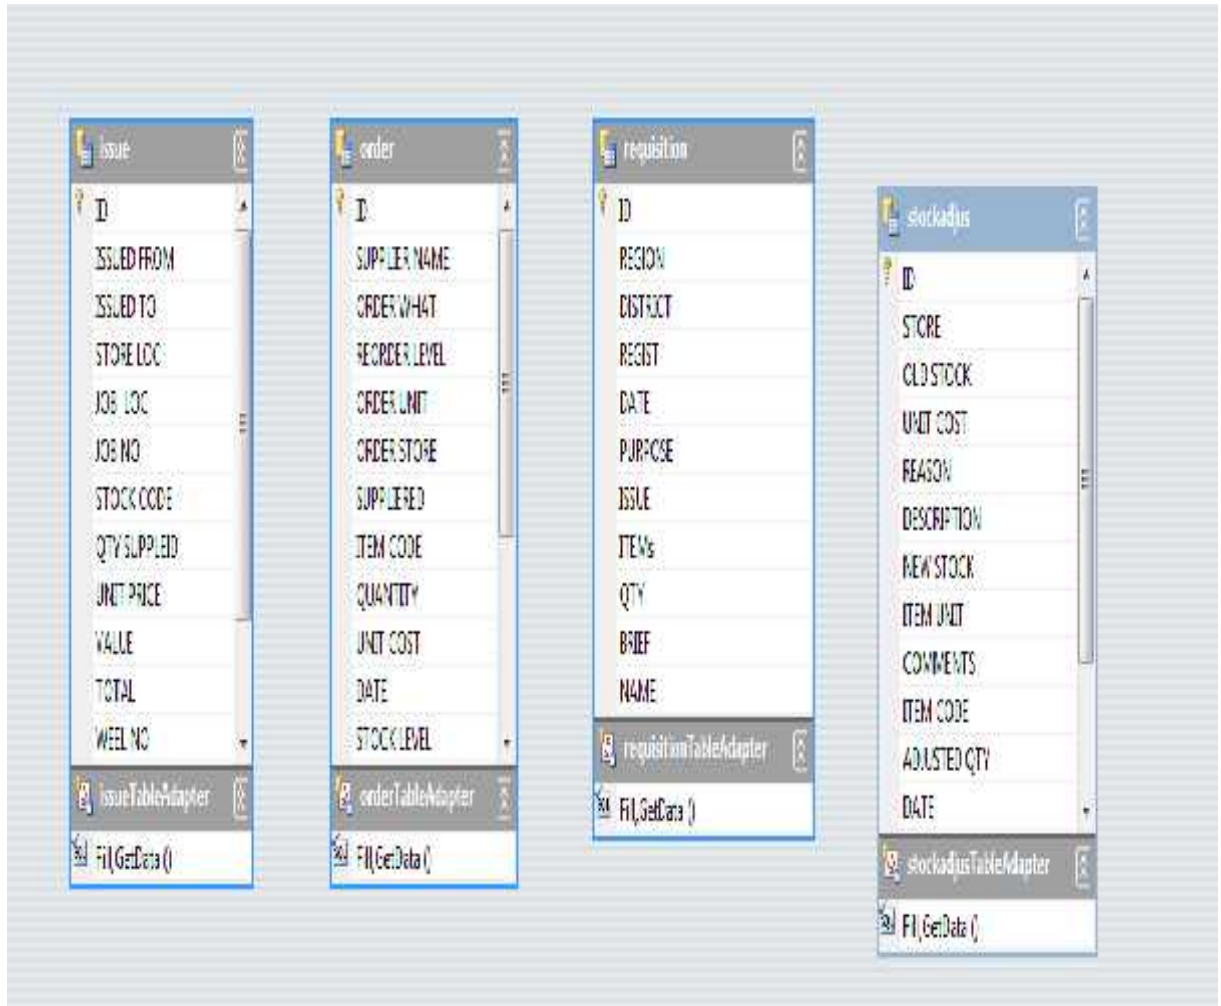 issue
ID
ISSUED FROM
ISSUED TO
STORE LOC
JOB LOC
JOB NO
STOCK CODE
QTY SUPPLEID
UNIT PRICE
VALUE
TOTAL
WEEL NO
issueTableAdapter
Fill,GetData ()
order
ID
SUPPLIER NAME
ORDER WHAT
REORDER LEVEL
ORDER UNIT
ORDER STORE
SUPPLIERED
ITEM CODE
QUANTITY
UNIT COST
DATE
STOCK LEVEL
orderTableAdapter
Fill,GetData ()
requisition
ID
REGION
DISTRICT
REGIST
DATE
PURPOSE
ISSUE
ITEMs
QTY
BRIEF
NAME
requisitionTableAdapter
Fill,GetData ()
stockadjus
ID
STORE
OLD STOCK
UNIT COST
REASON
DESCRIPTION
NEW STOCK
ITEM UNIT
COMMENTS
ITEM CODE
ADJUSTED QTY
DATE
stockadjusTableAdapter
Fill,GetData ()